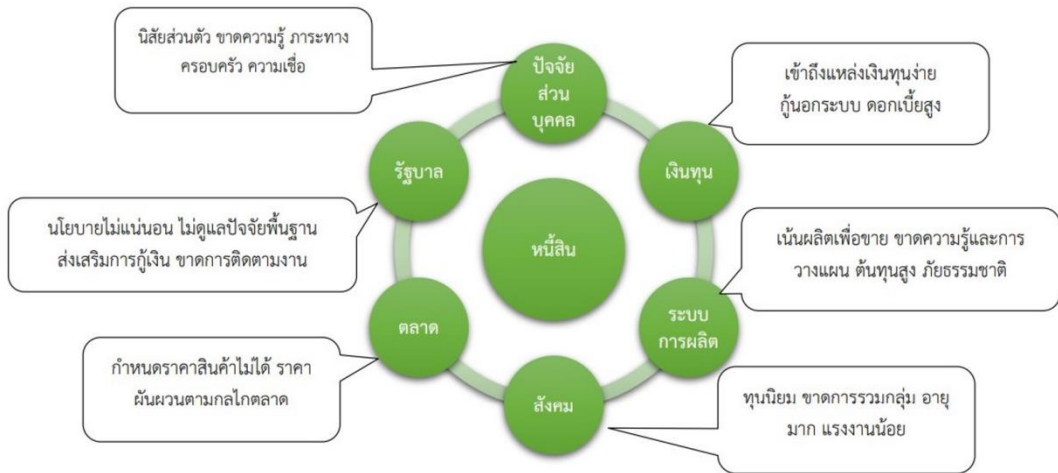 นิสัยส่วนตัว ขาดความรู้ ภาระทาง
ครอบครัว ความเชื่อ
ปัจจัย
ส่วน
บุคคล
เข้าถึงแหล่งเงินทุนง่าย
กู้นอกระบบ ดอกเบี้ยสูง
รัฐบาล
เงินทุน
นโยบายไม่แน่นอน ไม่ดูแลปัจจัยพื้นฐาน
ส่งเสริมการกู้เงิน ขาดการติดตามงาน
หนี้สิน
เน้นผลิตเพื่อขาย ขาดความรู้และการ
วางแผน ต้นทุนสูง ภัยธรรมชาติ
ตลาด
ระบบ
การผลิต
กำหนดราคาสินค้าไม่ได้ ราคา
ผันผวนตามกลไกตลาด
สังคม
ทุนนิยม ขาดการรวมกลุ่ม อายุ
มาก แรงงานน้อย